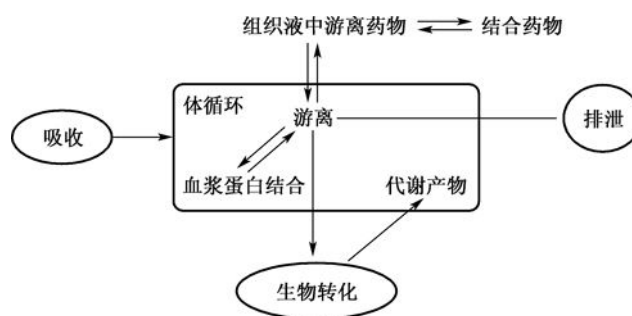 组织液中游离药物
结合药物
体循环
游离
吸收
排泄
血浆蛋白结合
代谢产物
生物转化